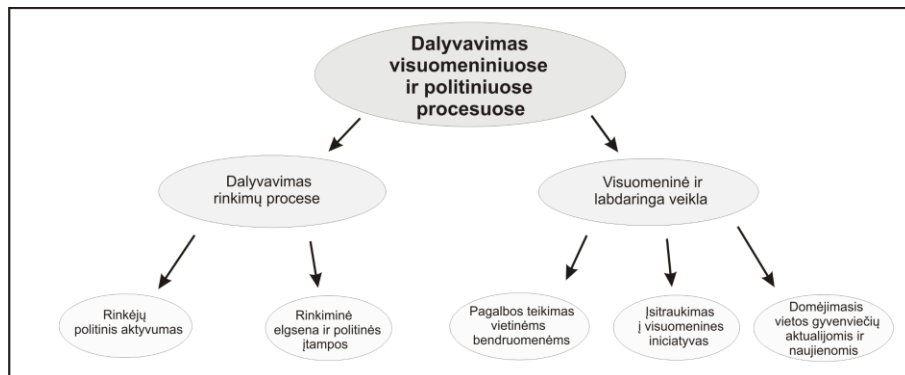 Dalyvavimas
visuomeniniuose
ir politiniuose
procesuose
Dalyvavimas
rinkimų procese
Visuomeninė ir
labdaringa veikla
Rinkėjų
politinis aktyvumas
Rinkiminė
elgsena ir politinės
įtampos
Pagalbos teikimas
vietinėms
bendruomenėms
Įsitraukimas
į visuomenines
iniciatyvas
Domėjimasis
vietos gyvenviečių
aktualijomis ir
naujienomis